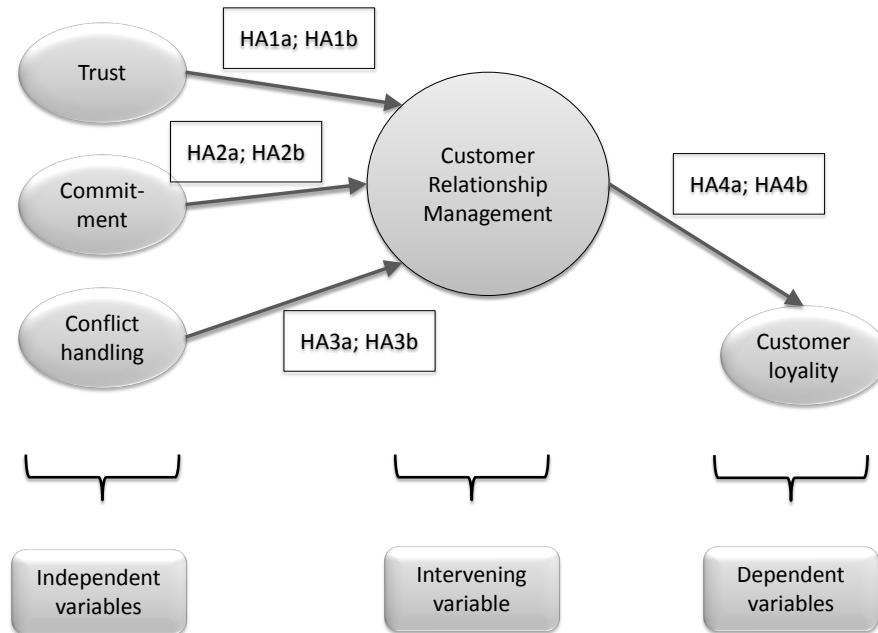 HA1a; HA1b
Trust
HA2a; HA2b
Commit-
ment
Customer
Relationship
Management
HA4a; HA4b
Conflict
handling
HA3a; HA3b
Customer
loyality
Independent
variables
Intervening
variable
Dependent
variables